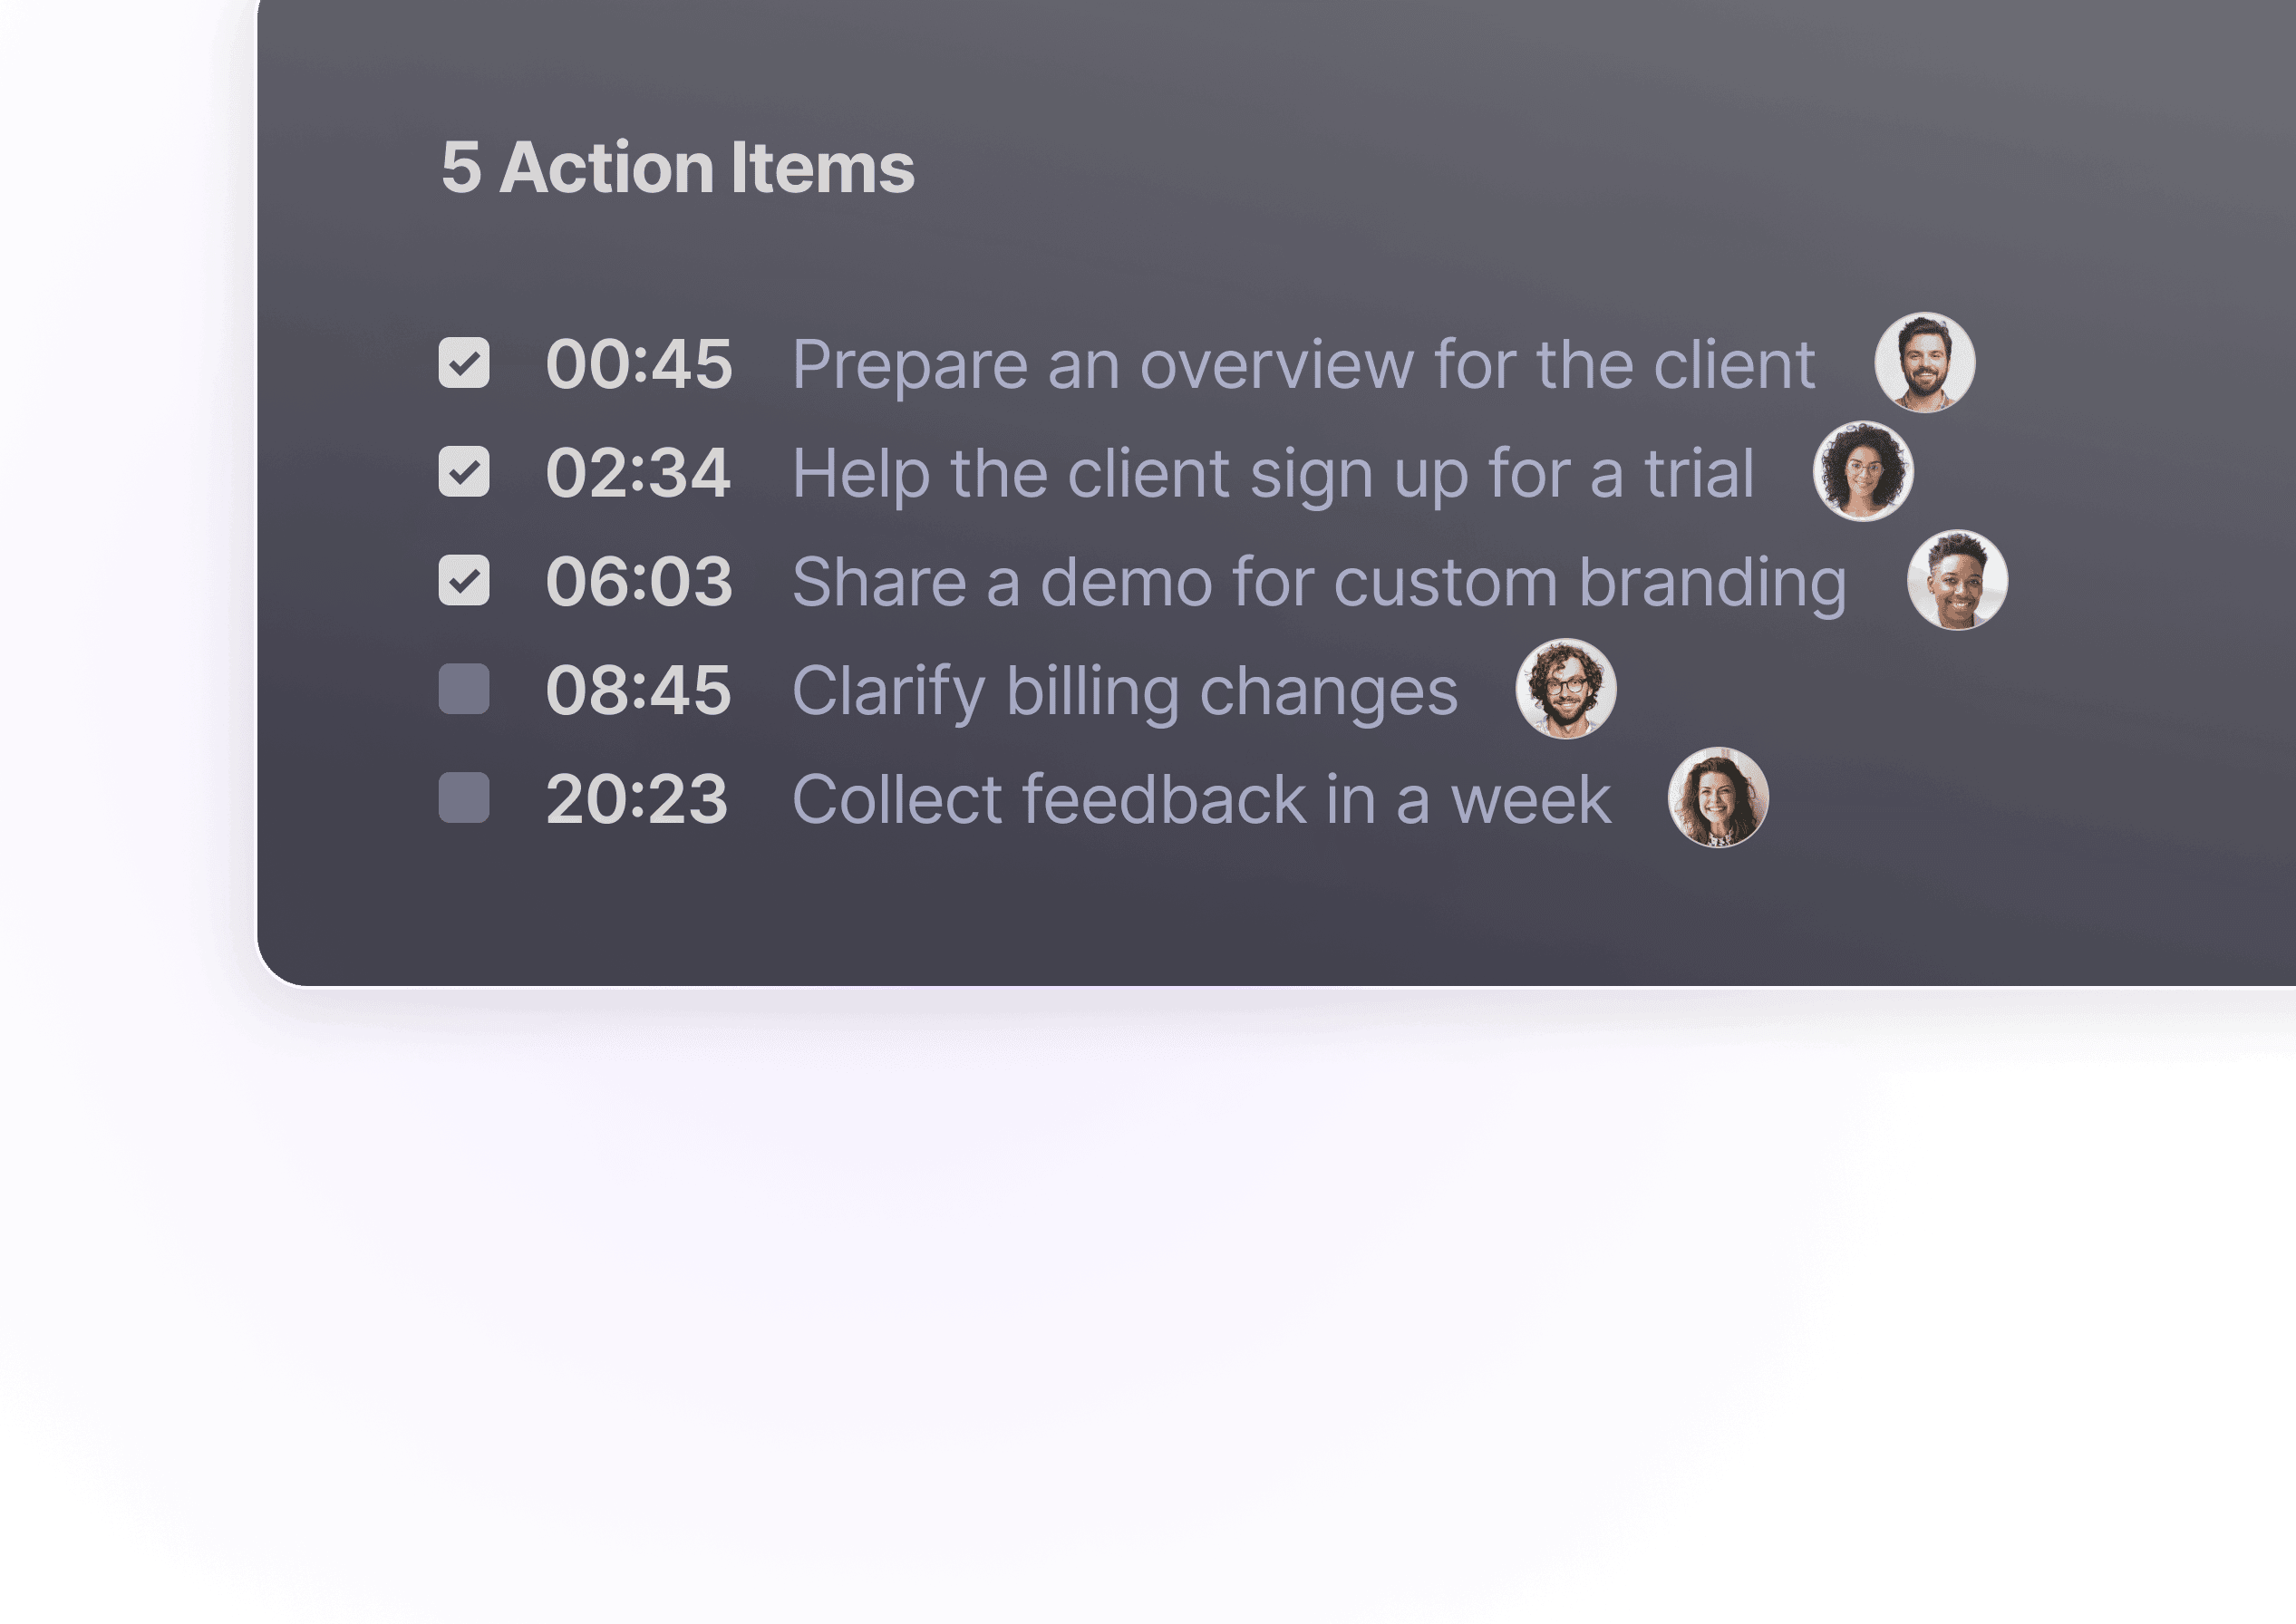 5 Action Items
00:45 Prepare an overview for the client
02:34 Help the client sign up for a trial
06:03 Share a demo for custom branding
08:45 Clarify billing changes
20:23 Collect feedback in a week